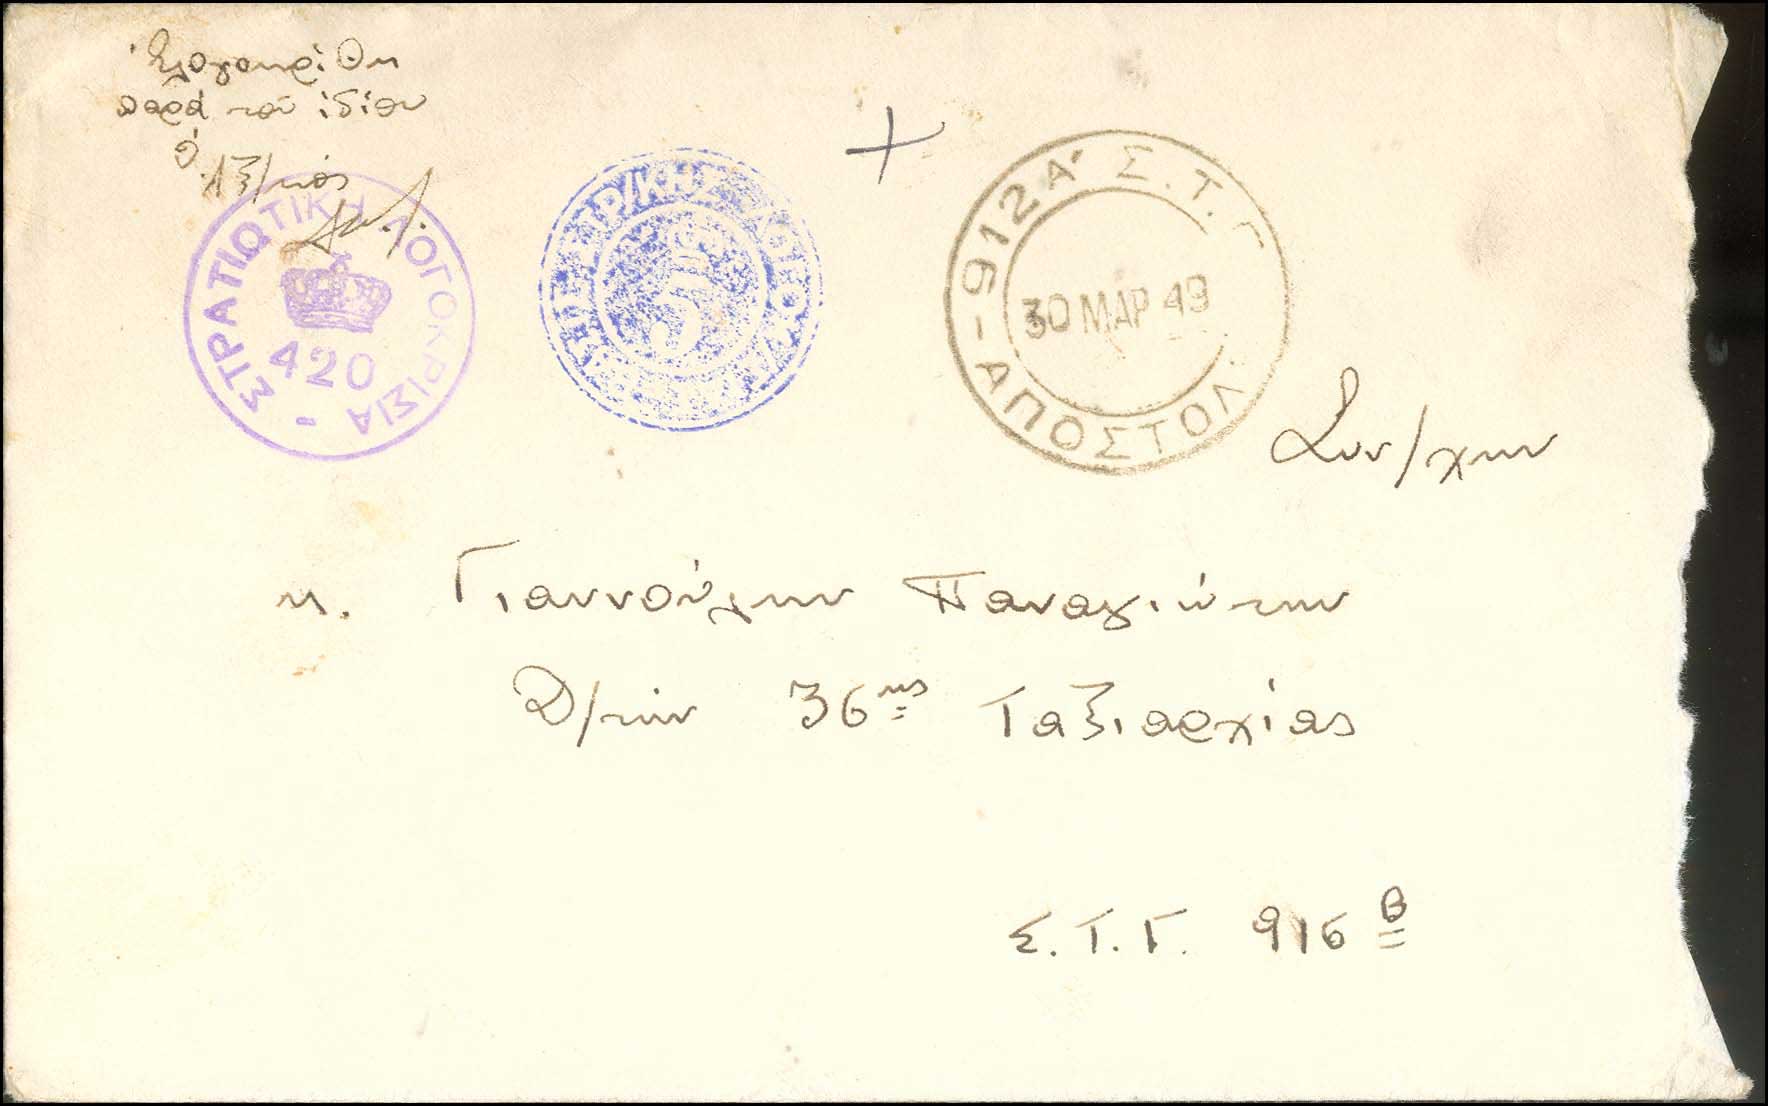 ἐλογοκρίθη
παρά του ἰδίου
ὁ
ΣΤΡΑΤΙΩΤΙΚΗ ΛΟΓΟΚΡΙΣΙΑ -
420
912Α΄ Σ.Τ.Γ
30 ΜΑΡ 49
- ΑΠΟΣΤΟΛ.
Συν/χην
κ. Γιαννούλην Παναγιώτην
Δ/τήν 36ης Ταξιαρχίας
Σ.Τ.Γ. 916 Β